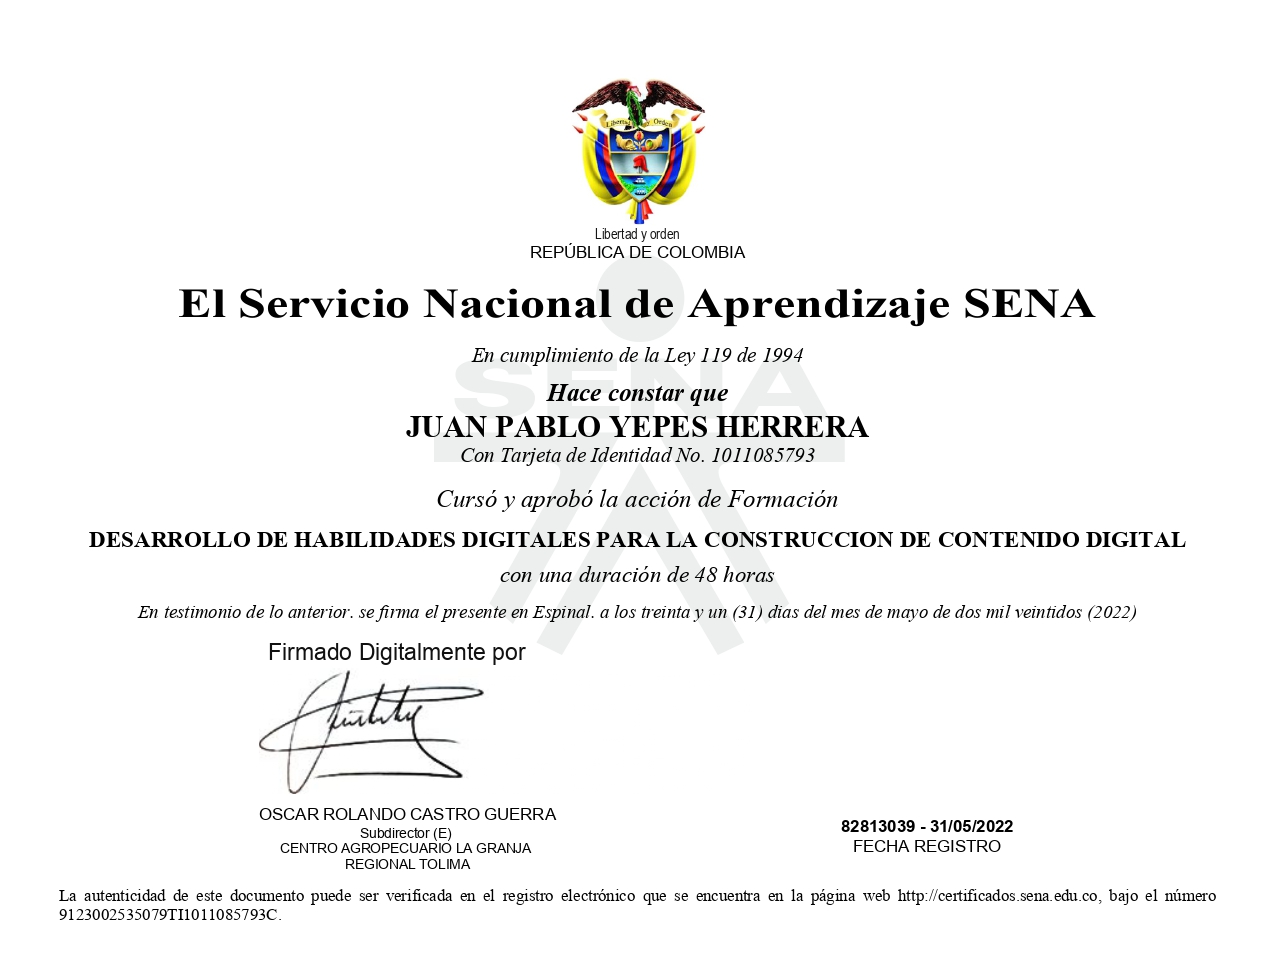 Libertad y Orden
Libertad y orden
REPÚBLICA DE COLOMBIA
El Servicio Nacional de Aprendizaje SENA
En cumplimiento de la Ley 119 de 1994
SENA
Hace constar que
JUAN PABLO YEPES HERRERA
Con Tarjeta de Identidad No. 1011085793
Cursó y aprobó la acción de Formación
DESARROLLO DE HABILIDADES DIGITALES PARA LA CONSTRUCCION DE CONTENIDO DIGITAL
con una duración de 48 horas
En testimonio de lo anterior. se firma el presente en Espinal. a los treinta y un (31) dias del mes de mayo de dos mil veintidos (2022)
Firmado Digitalmente por
OSCAR ROLANDO CASTRO GUERRA
Subdirector (E)
CENTRO AGROPECUARIO LA GRANJA
REGIONAL TOLIMA
82813039 - 31/05/2022
FECHA REGISTRO
La autenticidad de este documento puede ser verificada en el registro electrónico que se encuentra en la página web http://certificados.sena.edu.co, bajo el número
9123002535079TI1011085793C.